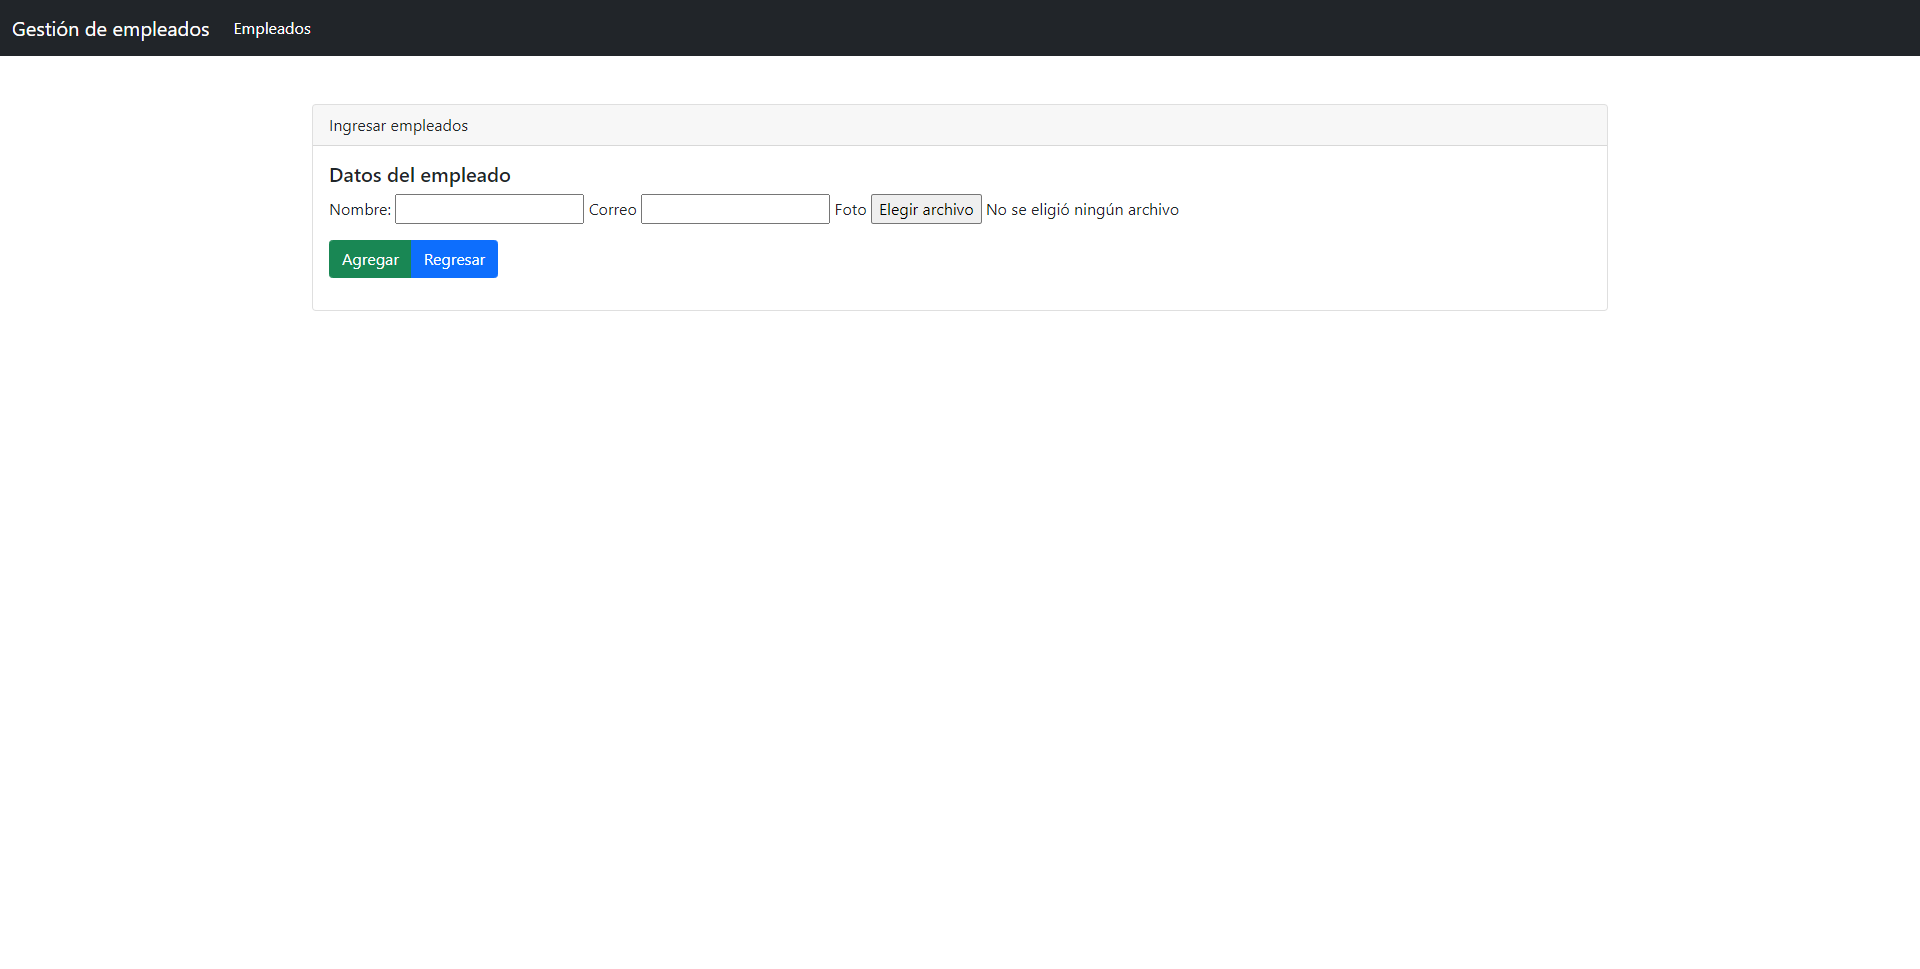 Gestión de empleados Empleados
Ingresar empleados
Datos del empleado
Nombre: Correo Foto Elegir archivo No se eligió ningún archivo
Agregar Regresar